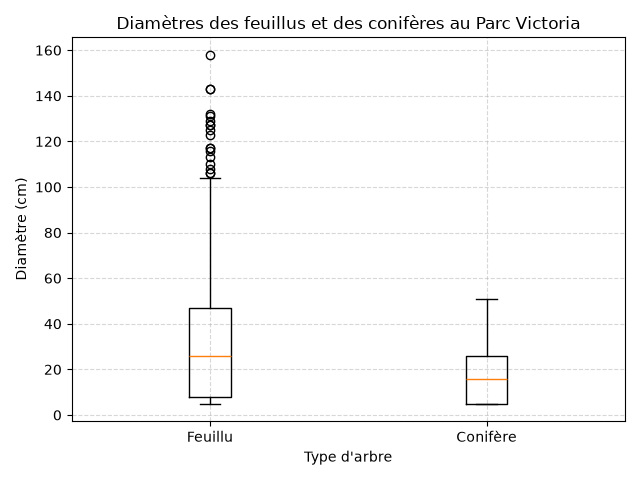 Diamètres des feuillus et des conifères au Parc Victoria
160
140
120
100
80
60
40
20
0
Diamètre (cm)
Feuillu
Conifère
Type d'arbre